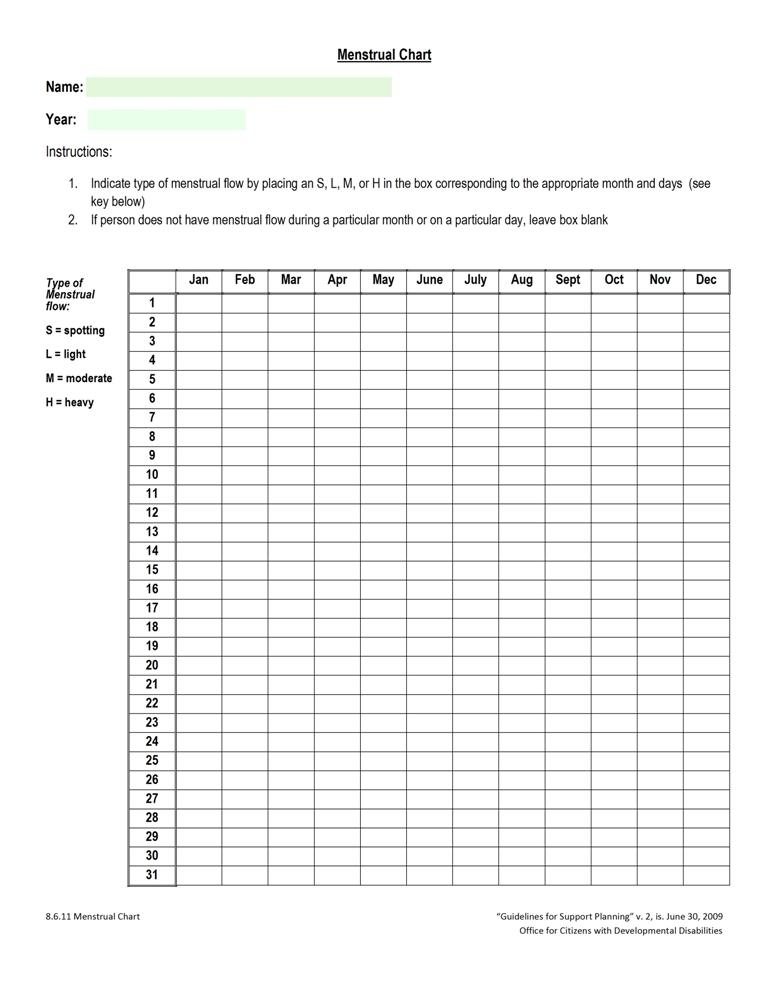 Menstrual Chart
Name:
Year:
Instructions:
1. Indicate type of menstrual flow by placing an S, L, M, or H in the box corresponding to the appropriate month and days (see
key below)
2. If person does not have menstrual flow during a particular month or on a particular day, leave box blank
Type of
Menstrual
flow:
S = spotting
L = light
M = moderate
H = heavy
Jan Feb Mar Apr May June July Aug Sept Oct Nov Dec
1
2
3
4
5
6
7
8
9
10
11
12
13
14
15
16
17
18
19
20
21
22
23
24
25
26
27
28
29
30
31
8.6.11 Menstrual Chart
“Guidelines for Support Planning” v. 2, is. June 30, 2009
Office for Citizens with Developmental Disabilities